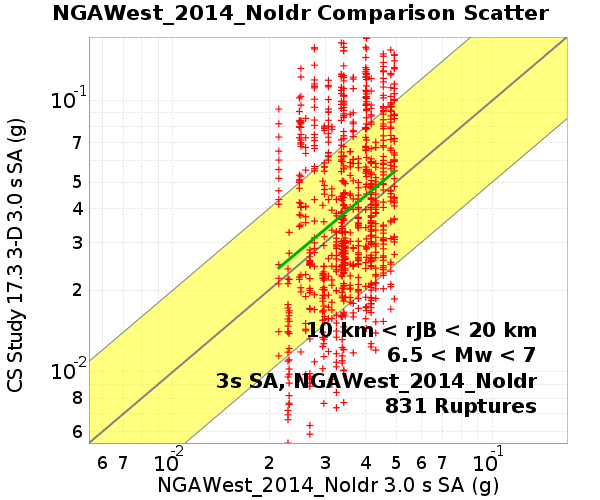 NGAWest_2014_NoIdr Comparison Scatter
CS Study 17.3 3-D 3.0 s SA (g)
10⁻¹
7
5
4
3
2
10⁻²
8
6
10 km < rJB < 20 km
6.5 < Mw < 7
3s SA, NGAWest_2014_NoIdr
831 Ruptures
6 7 10⁻² 2 3 4 5 6 7 10⁻¹
NGAWest_2014_NoIdr 3.0 s SA (g)